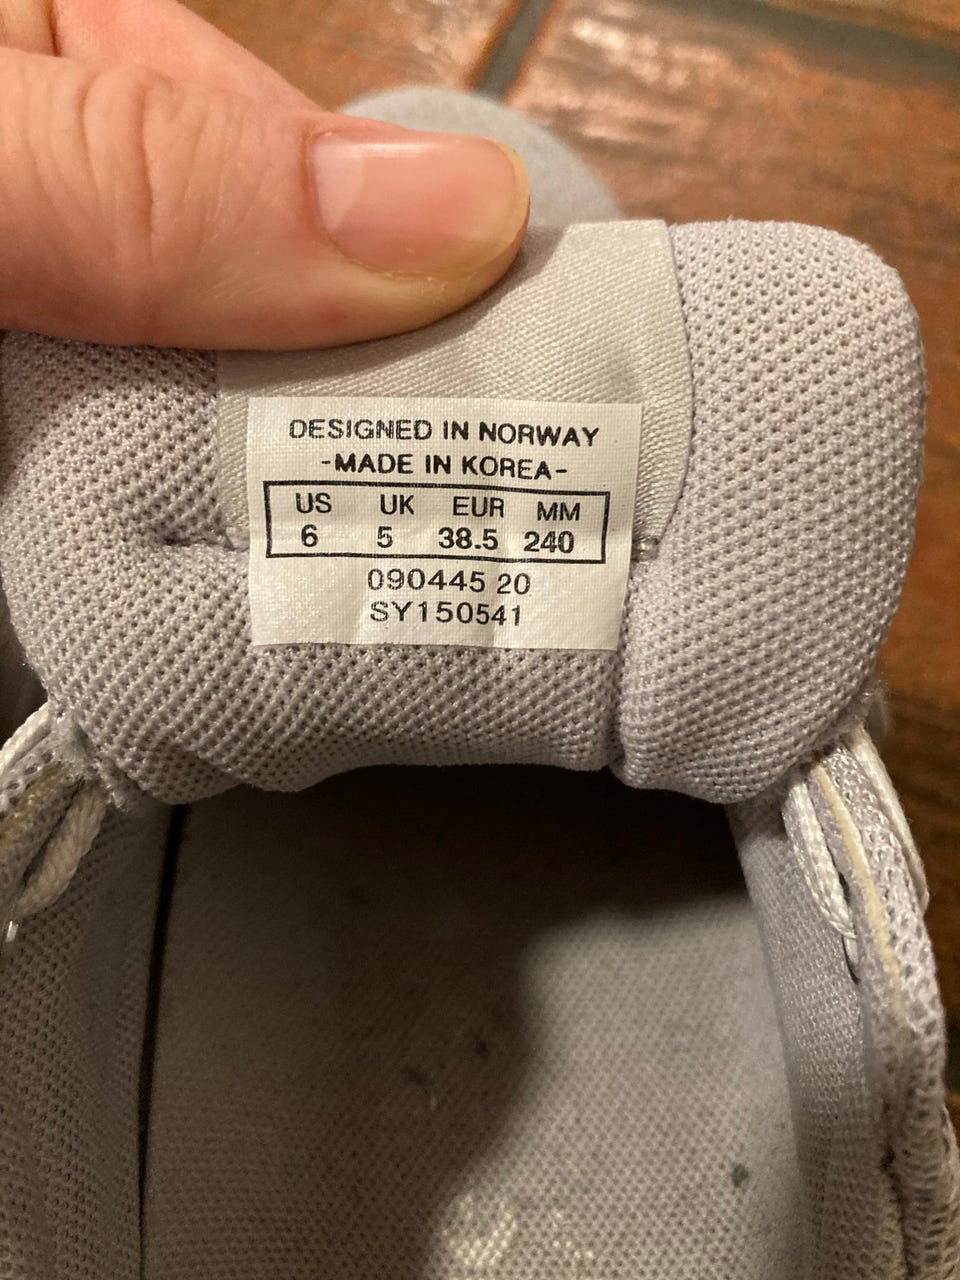 DESIGNED IN NORWAY
-MADE IN KOREA-
US UK EUR MM
6 5 38.5 240
090445 20
SY150541